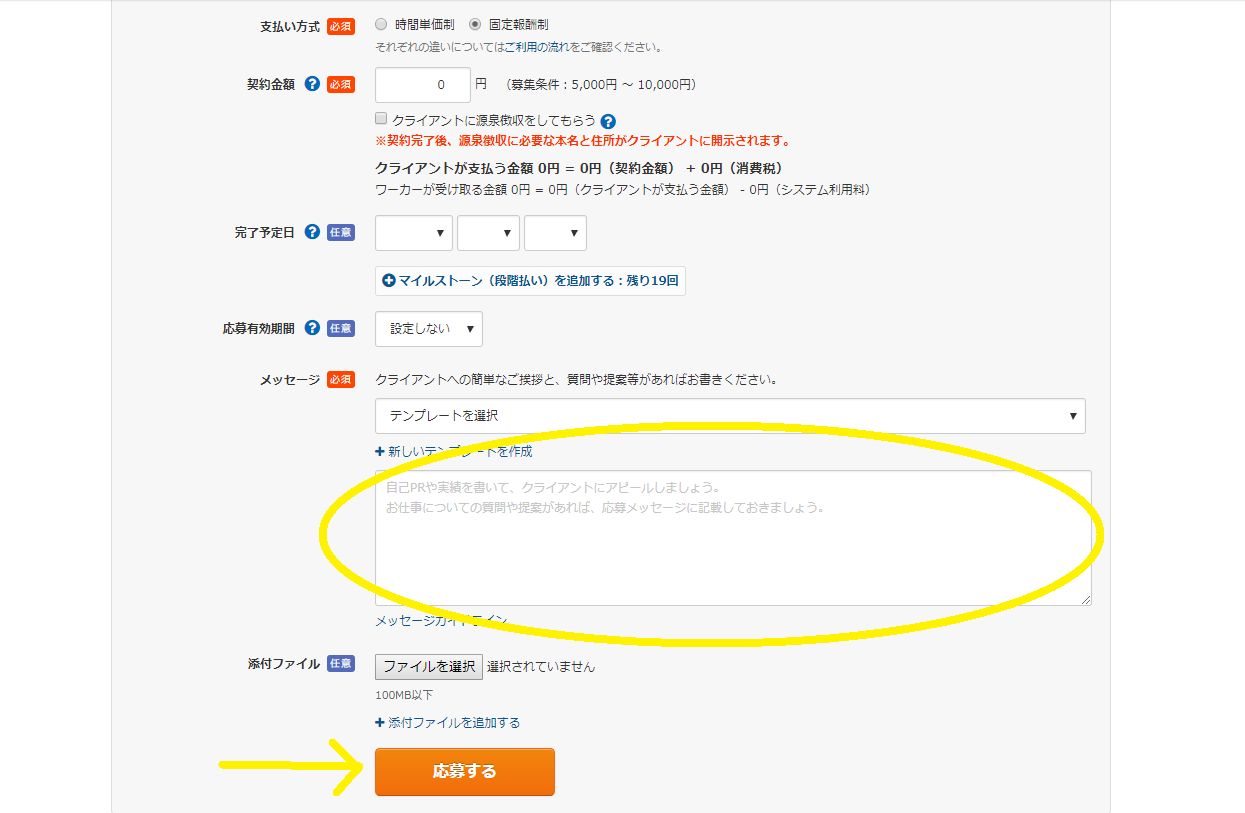 支払い方式 必須 時間単価制 固定報酬制
それぞれの違いについてはご利用の流れをご確認ください。
契約金額 ? 必須 0 円 （募集条件：5,000円 〜 10,000円）
クライアントに源泉徴収をしてもらう ?
※契約完了後、源泉徴収に必要な本名と住所がクライアントに開示されます。
クライアントが支払う金額 0円 = 0円（契約金額） + 0円（消費税）
ワーカーが受け取る金額 0円 = 0円（クライアントが支払う金額） - 0円（システム利用料）
完了予定日 ? 任意
マイルストーン（段階払い）を追加する：残り19回
応募有効期間 ? 任意 設定しない
メッセージ 必須 クライアントへの簡単なご挨拶と、質問や提案等があればお書きください。
テンプレートを選択
+ 新しいテンプレートを作成
自己PRや実績を書いて、クライアントにアピールしましょう。
お仕事についての質問や提案があれば、応募メッセージに記載しておきましょう。
メッセージガイドライン
添付ファイル 任意 ファイルを選択 選択されていません
100MB以下
+ 添付ファイルを追加する
応募する